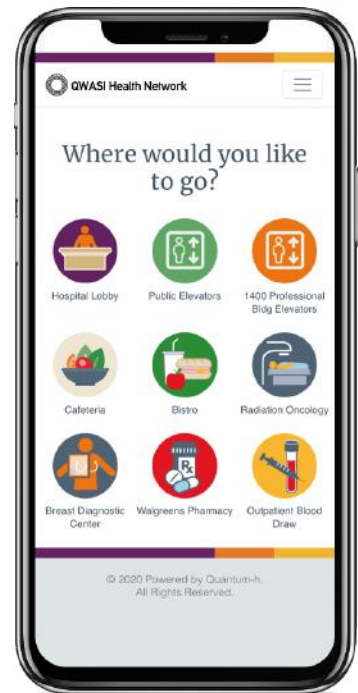 QWASI Health Network
Where would you like
to go?
Hospital Lobby
Public Elevators
1400 Professional
Bldg Elevators
Cafeteria
Bistro
Radiation Oncology
Rx
Breast Diagnostic
Center
Walgreens Pharmacy
Outpatient Blood
Draw
© 2020 Powered by Quantum-h.
All Rights Reserved.